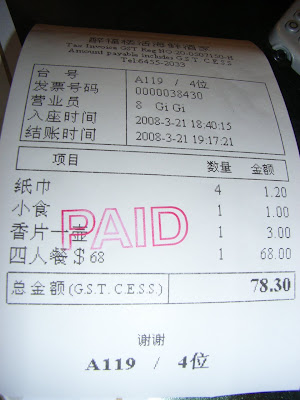 Tax Invoice GST Reg NO
Amount payable includes G.S.T. C.E.S.S
Tel:6455-2033
台 号 A119 / 4位
发票号码 0000038430
营业员 8 Gi Gi
入座时间 2008-3-21 18:40:15
结账时间 2008-3-21 19:17:21
项目 数量 金额
纸巾 4 1.20
小食 1 1.00
香片一壶 1 3.00
四人餐$68 1 68.00
PAID
总金额(G.S.T. C.E.S.S.) 78.30
谢谢
A119 / 4位